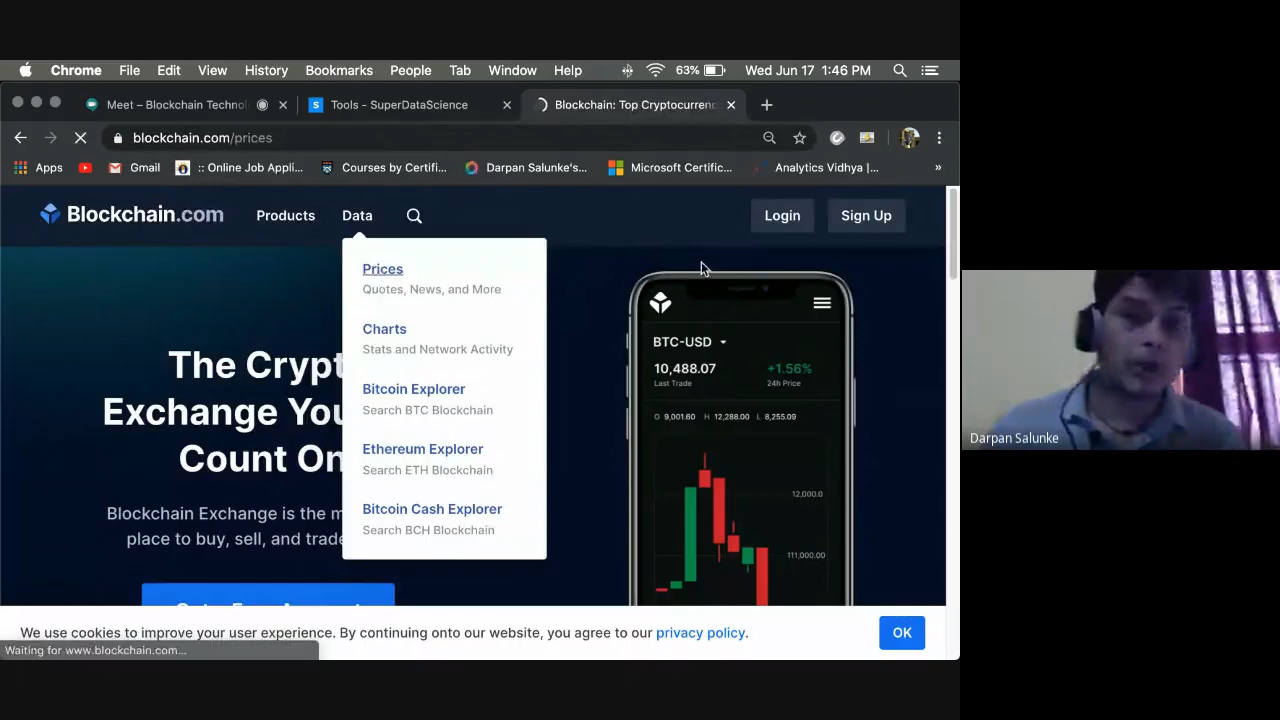 Chrome File Edit View History Bookmarks People Tab Window Help 63% Wed Jun 17 1:46 PM
Meet – Blockchain Technol Tools - SuperDataScience Blockchain: Top Cryptocurrenc
blockchain.com/prices
Apps Gmail :: Online Job Appli... Courses by Certifi... Darpan Salunke's... Microsoft Certific... Analytics Vidhya |... »
Blockchain.com Products Data Login Sign Up
Prices
Quotes, News, and More
Charts
Stats and Network Activity
Bitcoin Explorer
Search BTC Blockchain
Ethereum Explorer
Search ETH Blockchain
Bitcoin Cash Explorer
Search BCH Blockchain
The Crypt
Exchange You
Count On
Blockchain Exchange is the m
place to buy, sell, and trade
BTC-USD
10,488.07 +1.56%
Last Trade 24h Price
O 9,001.60 H 12,288.00 L 8,255.09
12,000.0
111,000.00
Darpan Salunke
We use cookies to improve your user experience. By continuing onto our website, you agree to our privacy policy.
OK
Waiting for www.blockchain.com...